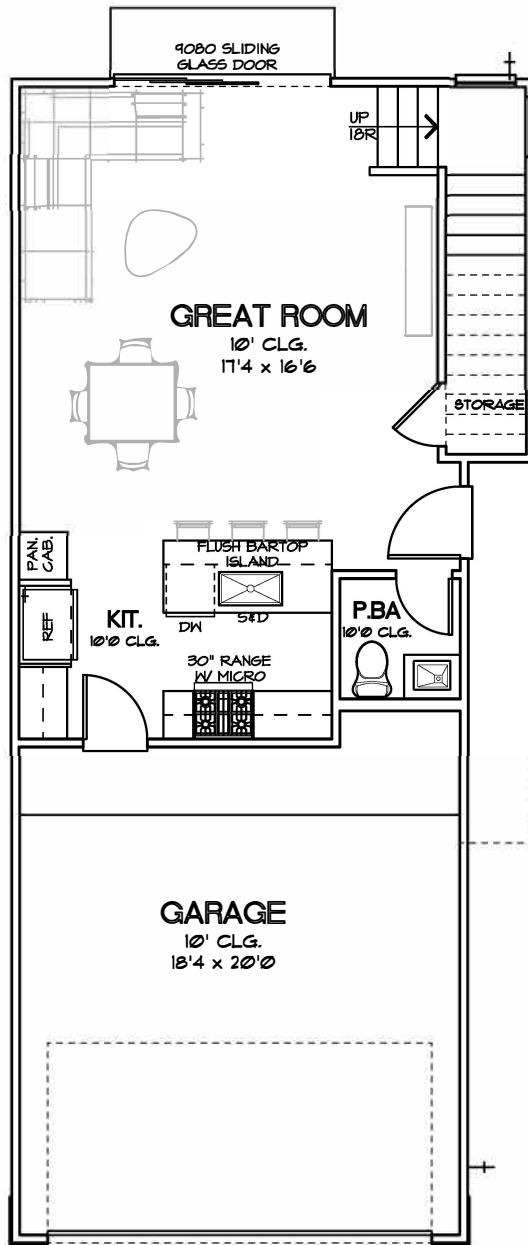 9080 SLIDING
GLASS DOOR
UP
18R
GREAT ROOM
10' CLG.
17'4 x 16'6
STORAGE
PAN.
CAB.
FLUSH BARTOP
ISLAND
REF
KIT.
10'0 CLG.
DW
S&D
P.BA
10'0 CLG.
30" RANGE
W/ MICRO
GARAGE
10' CLG.
18'4 x 20'0